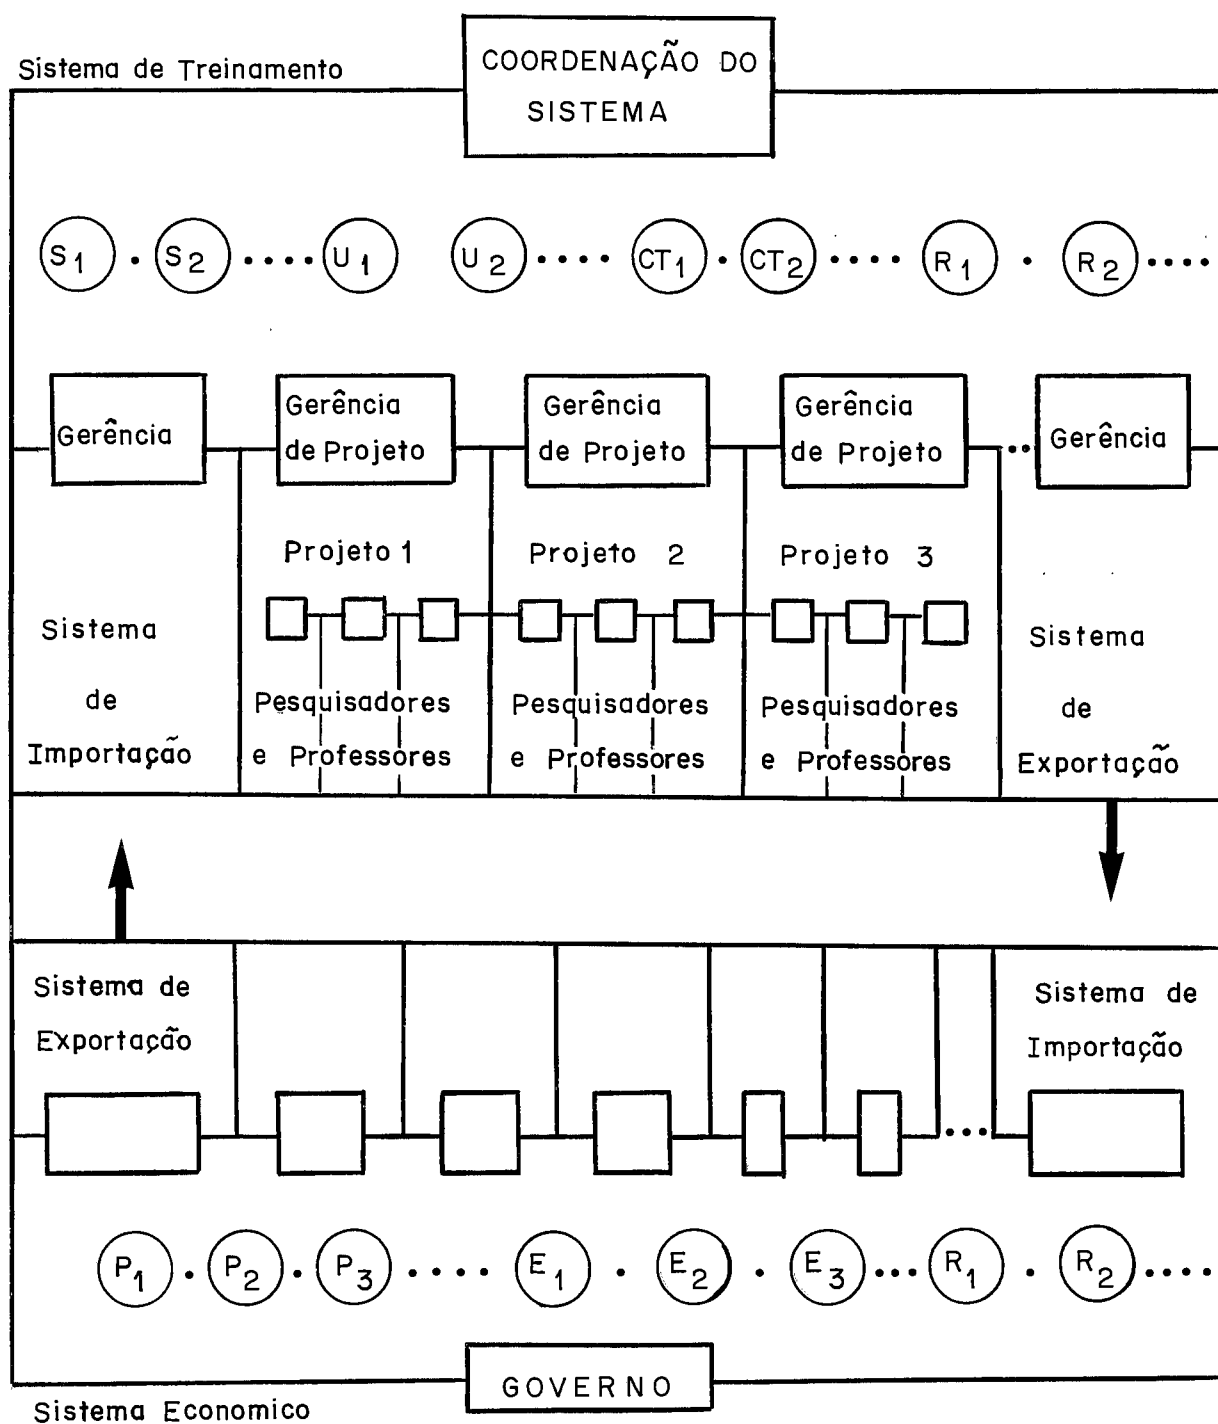 Sistema de Treinamento
COORDENAÇÃO DO
SISTEMA
S1 . S2 .... U1 U2 .... CT1 . CT2 .... R1 . R2 ....
Gerência
Gerência
de Projeto
Gerência
de Projeto
Gerência
de Projeto
...
Gerência
Projeto 1
Projeto 2
Projeto 3
Sistema
de
Importação
Pesquisadores
e Professores
Pesquisadores
e Professores
Pesquisadores
e Professores
Sistema
de
Exportação
Sistema de
Exportação
Sistema de
Importação
...
P1 . P2 . P3 .... E1 . E2 . E3 ... R1 . R2 ....
GOVERNO
Sistema Economico